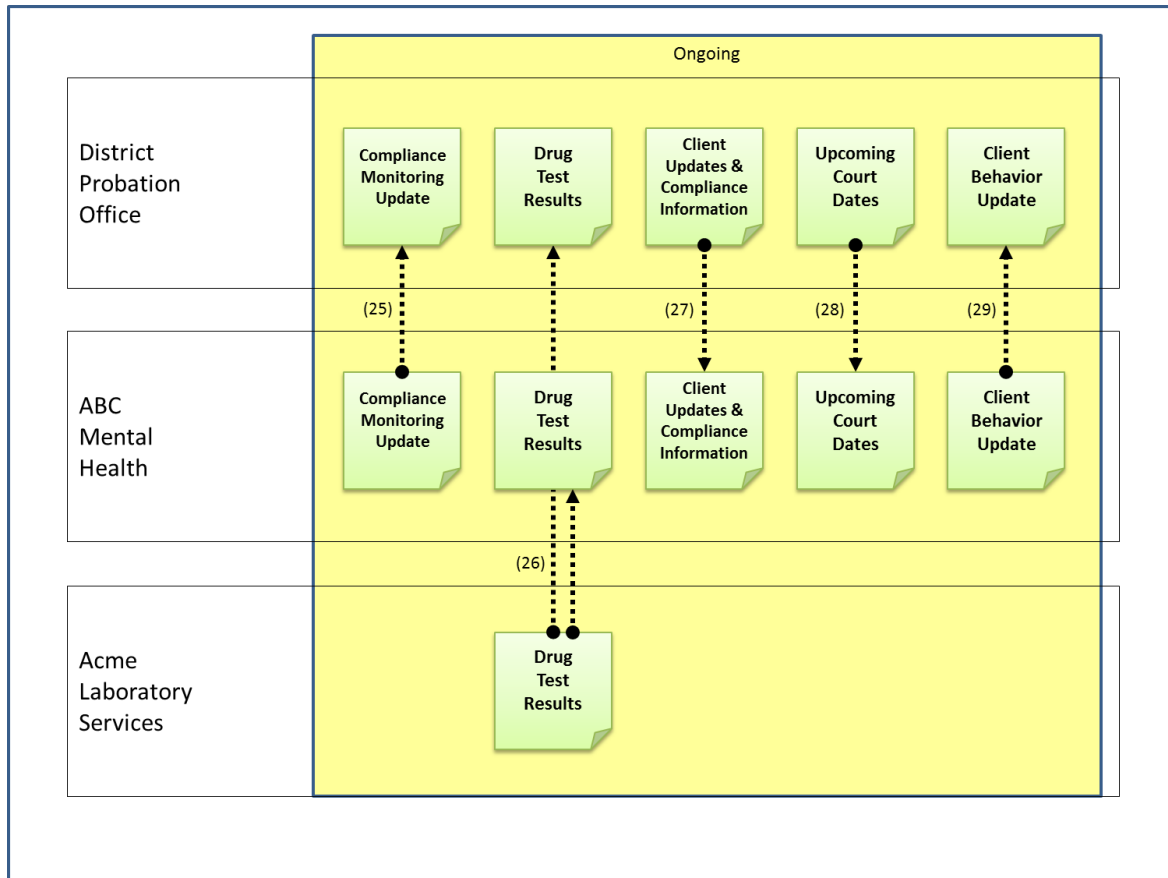 Ongoing
District
Probation
Office
Compliance
Monitoring
Update
Drug
Test
Results
Client
Updates &
Compliance
Information
Upcoming
Court
Dates
Client
Behavior
Update
(25)
(27)
(28)
(29)
ABC
Mental
Health
Compliance
Monitoring
Update
Drug
Test
Results
Client
Updates &
Compliance
Information
Upcoming
Court
Dates
Client
Behavior
Update
(26)
Acme
Laboratory
Services
Drug
Test
Results